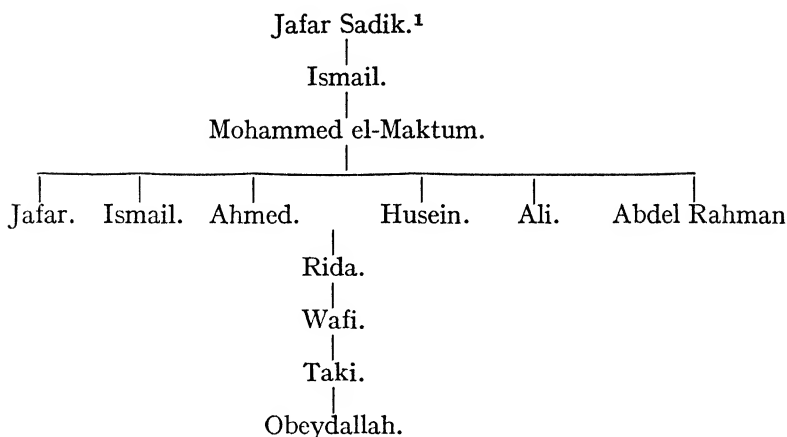 Jafar Sadik.¹
Ismail.
Mohammed el-Maktum.
Jafar. Ismail. Ahmed. Husein. Ali. Abdel Rahman
Rida.
Wafi.
Taki.
Obeydallah.